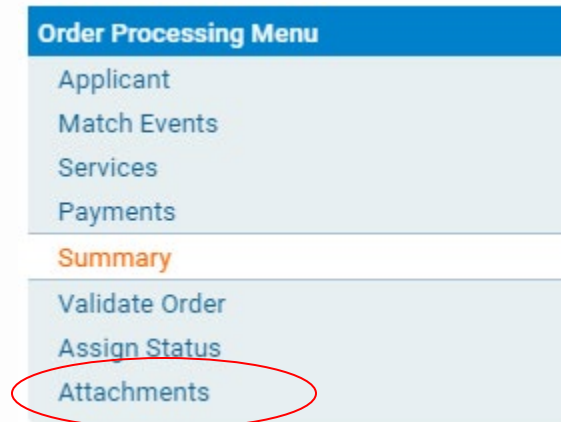 Order Processing Menu
Applicant
Match Events
Services
Payments
Summary
Validate Order
Assign Status
Attachments